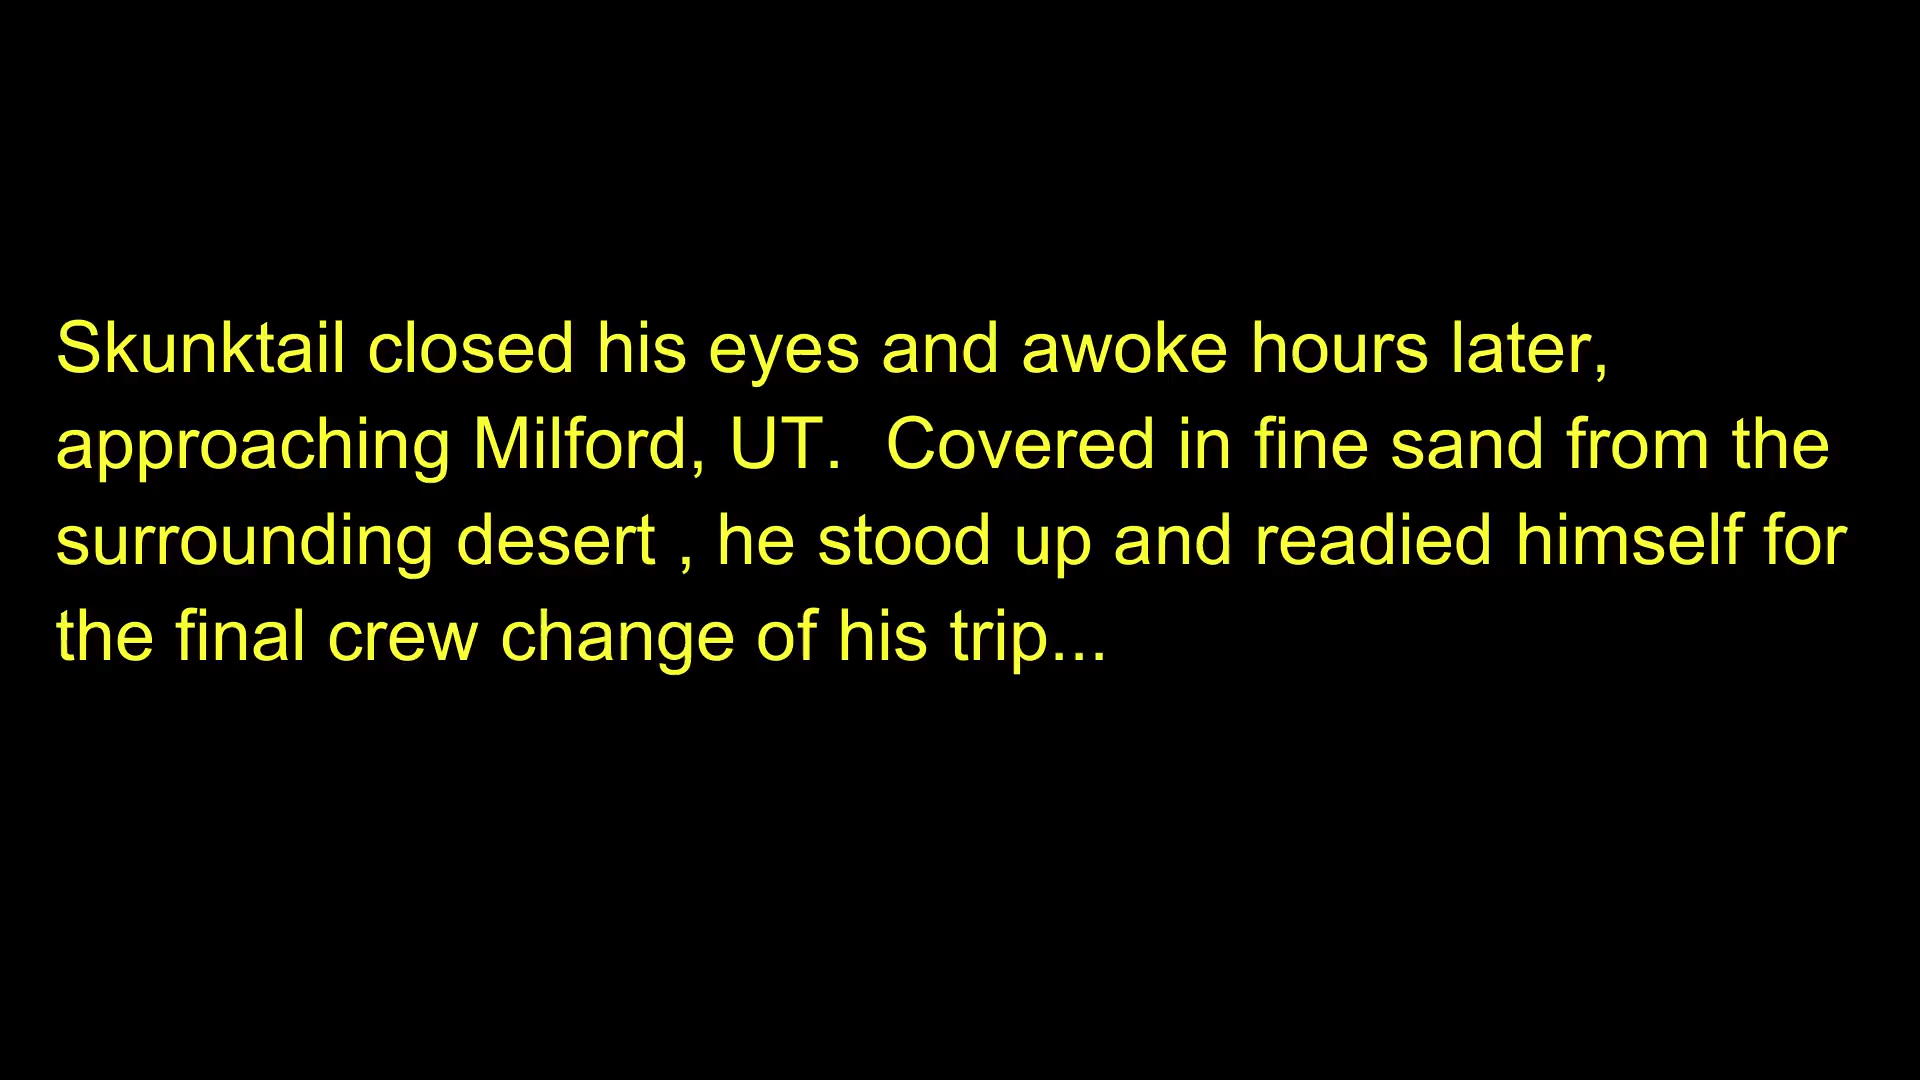 Skunktail closed his eyes and awoke hours later,
approaching Milford, UT.  Covered in fine sand from the
surrounding desert , he stood up and readied himself for
the final crew change of his trip...